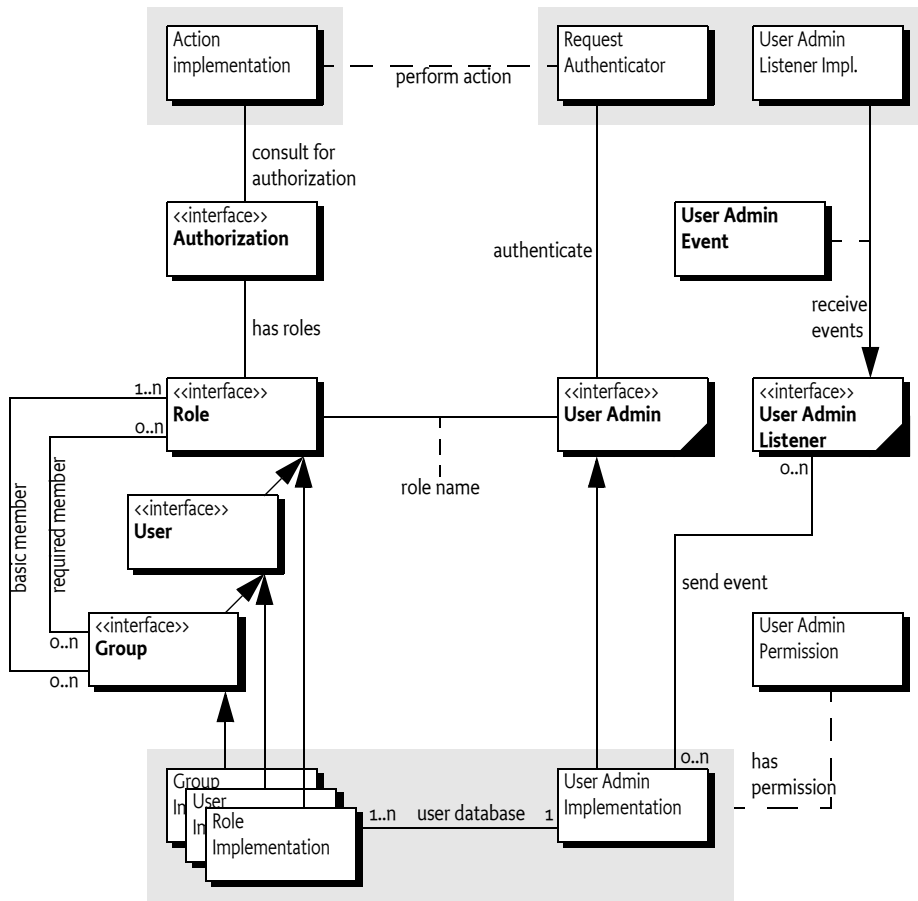 Action
implementation
perform action
Request
Authenticator
User Admin
Listener Impl.
consult for
authorization
<<interface>>
Authorization
authenticate
User Admin
Event
has roles
receive
events
1..n
0..n
<<interface>>
Role
role name
<<interface>>
User Admin
<<interface>>
User Admin
Listener
0..n
basic member
required member
<<interface>>
User
send event
<<interface>>
Group
0..n
0..n
User Admin
Permission
0..n
has
permission
Group
User
Role
Implementation
1..n
user database
1
User Admin
Implementation